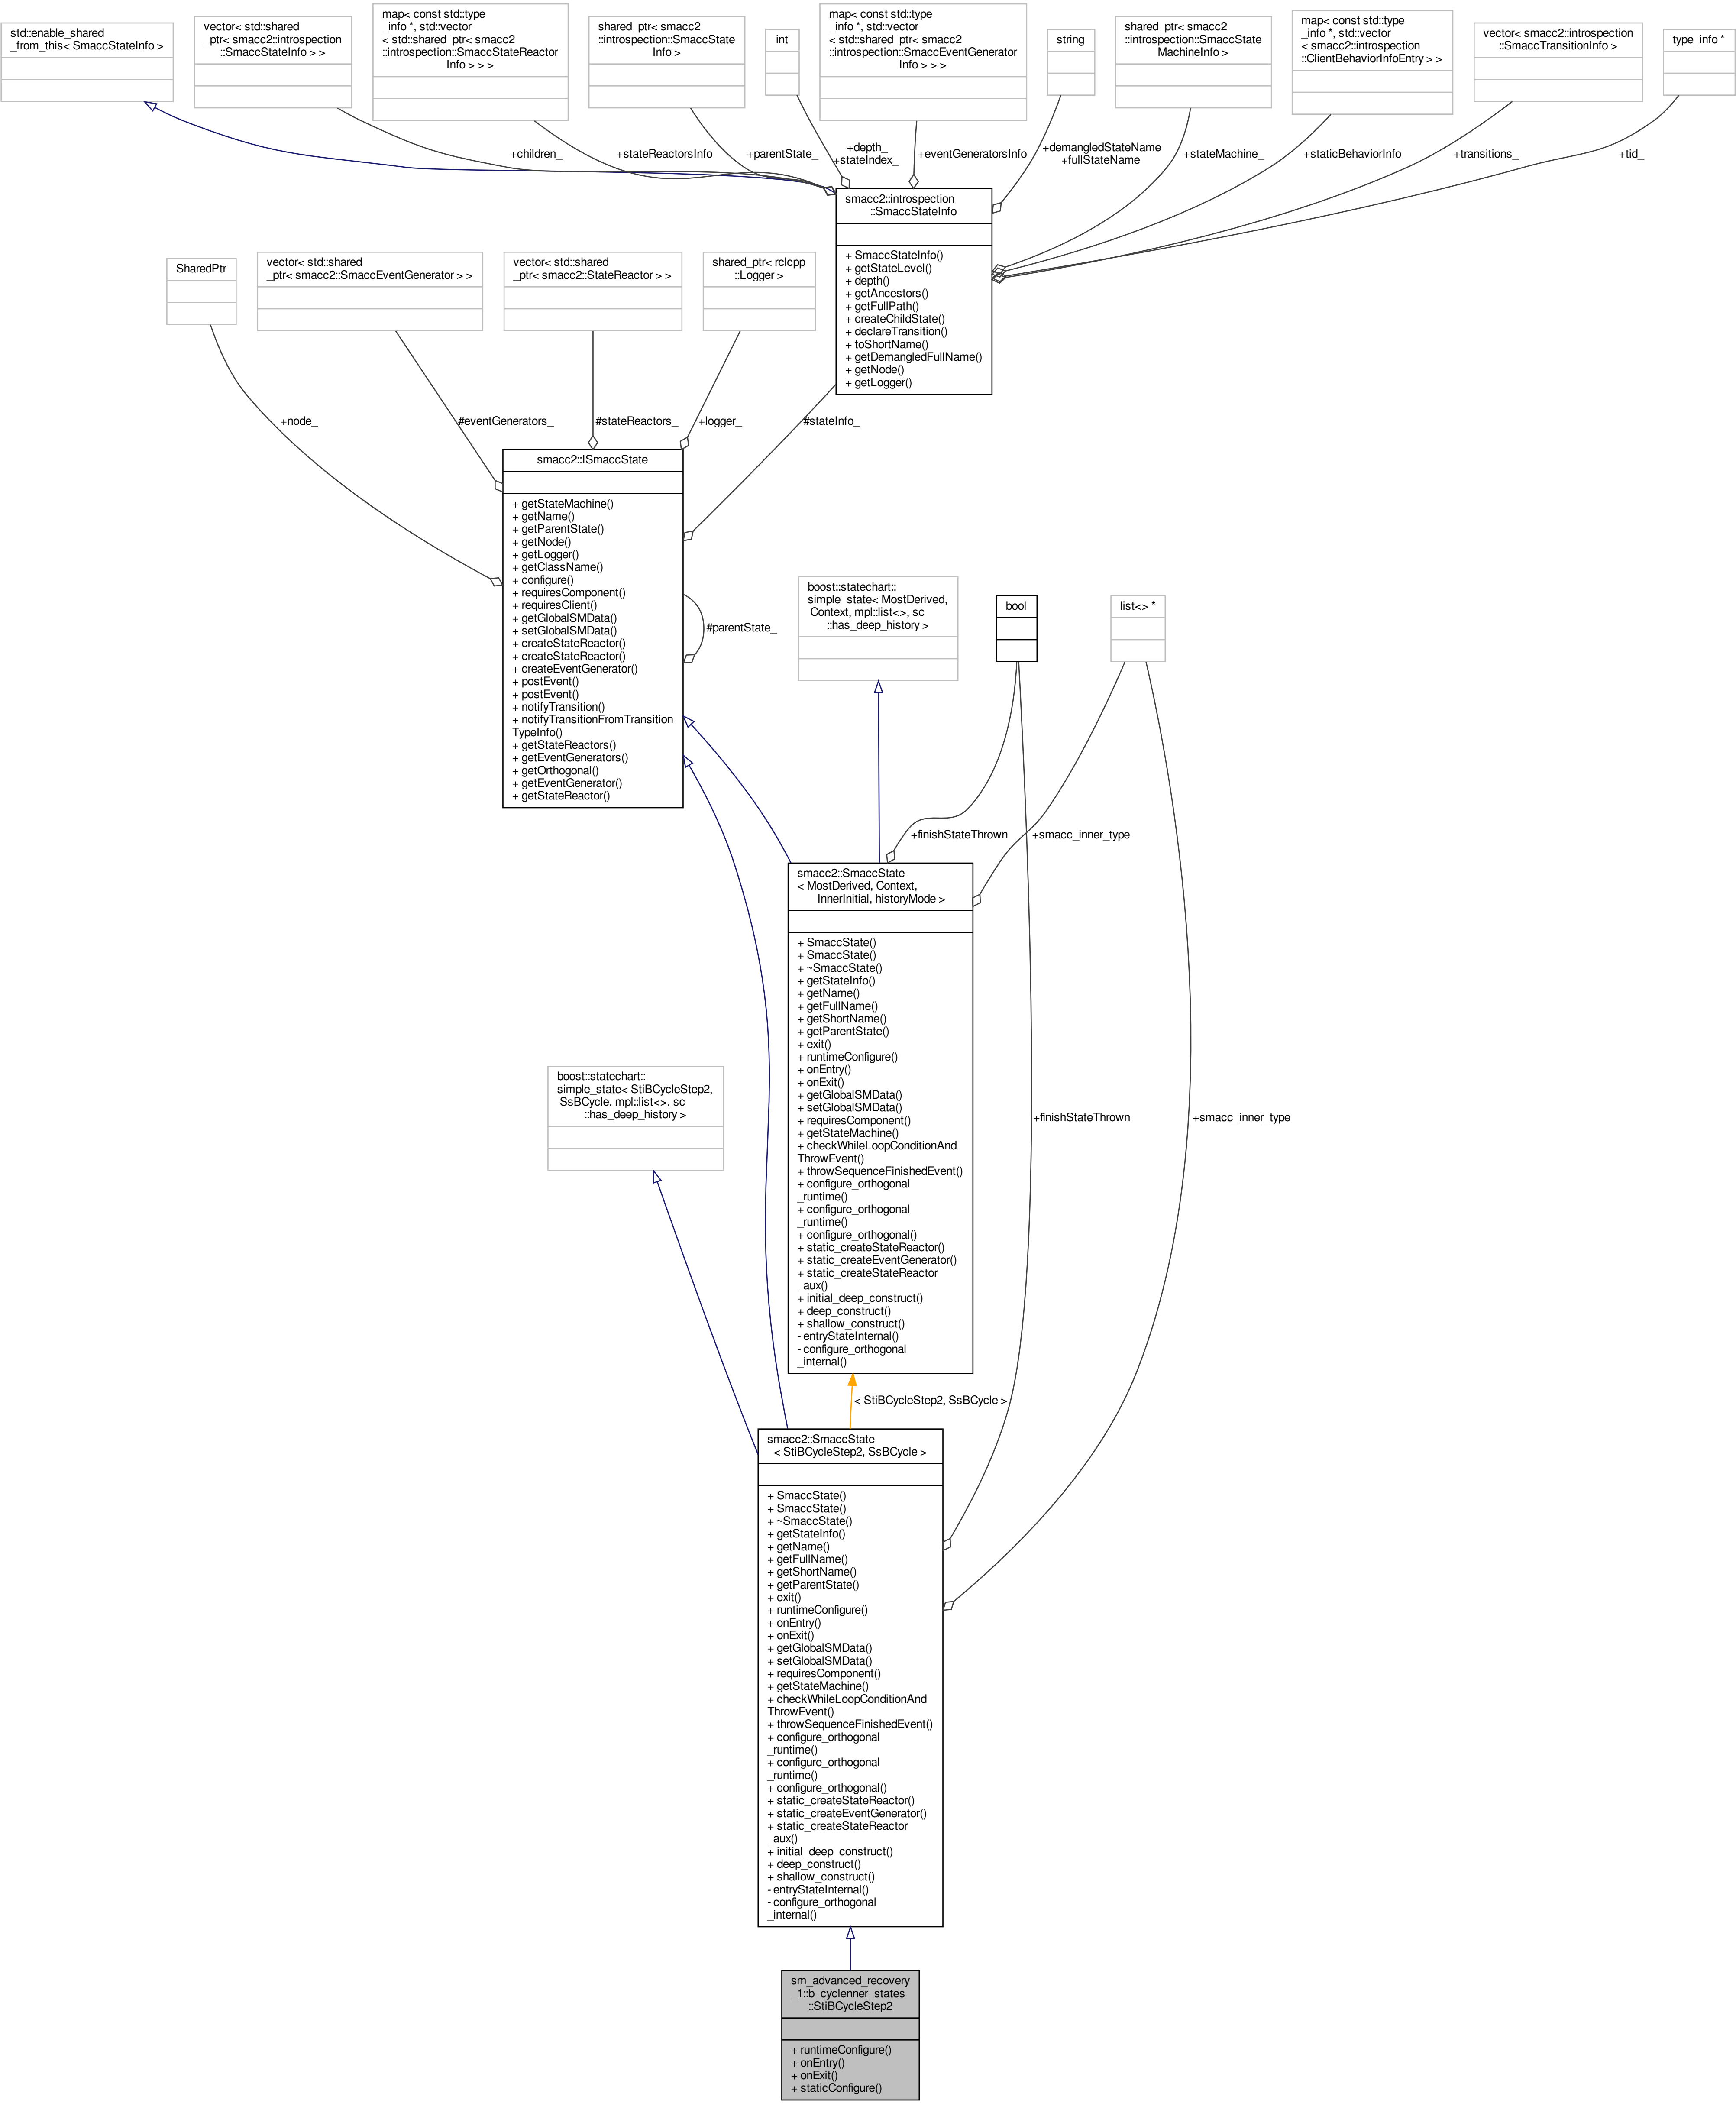 std::enable_shared
_from_this< SmaccStateInfo >
vector< std::shared
_ptr< smacc2::introspection
::SmaccStateInfo > >
map< const std::type
_info *, std::vector
< std::shared_ptr< smacc2
::introspection::SmaccStateReactor
Info > > >
shared_ptr< smacc2
::introspection::SmaccState
Info >
int
map< const std::type
_info *, std::vector
< std::shared_ptr< smacc2
::introspection::SmaccEventGenerator
Info > > >
string
shared_ptr< smacc2
::introspection::SmaccState
MachineInfo >
map< const std::type
_info *, std::vector
< smacc2::introspection
::ClientBehaviorInfoEntry > >
vector< smacc2::introspection
::SmaccTransitionInfo >
type_info *
+children_
+stateReactorsInfo
+parentState_
+depth_
+stateIndex_
+eventGeneratorsInfo
+demangledStateName
+fullStateName
+stateMachine_
+staticBehaviorInfo
+transitions_
+tid_
smacc2::introspection
::SmaccStateInfo
+ SmaccStateInfo()
+ getStateLevel()
+ depth()
+ getAncestors()
+ getFullPath()
+ createChildState()
+ declareTransition()
+ toShortName()
+ getDemangledFullName()
+ getNode()
+ getLogger()
SharedPtr
vector< std::shared
_ptr< smacc2::SmaccEventGenerator > >
vector< std::shared
_ptr< smacc2::StateReactor > >
shared_ptr< rclcpp
::Logger >
+node_
#eventGenerators_
#stateReactors_
+logger_
#stateInfo_
smacc2::ISmaccState
+ getStateMachine()
+ getName()
+ getParentState()
+ getNode()
+ getLogger()
+ getClassName()
+ configure()
+ requiresComponent()
+ requiresClient()
+ getGlobalSMData()
+ setGlobalSMData()
+ createStateReactor()
+ createStateReactor()
+ createEventGenerator()
+ postEvent()
+ postEvent()
+ notifyTransition()
+ notifyTransitionFromTransition
TypeInfo()
+ getStateReactors()
+ getEventGenerators()
+ getOrthogonal()
+ getEventGenerator()
+ getStateReactor()
#parentState_
boost::statechart::
simple_state< MostDerived,
Context, mpl::list<>, sc
::has_deep_history >
bool
list<> *
+finishStateThrown
+smacc_inner_type
smacc2::SmaccState
< MostDerived, Context,
InnerInitial, historyMode >
+ SmaccState()
+ SmaccState()
+ ~SmaccState()
+ getStateInfo()
+ getName()
+ getFullName()
+ getShortName()
+ getParentState()
+ exit()
+ runtimeConfigure()
+ onEntry()
+ onExit()
+ getGlobalSMData()
+ setGlobalSMData()
+ requiresComponent()
+ getStateMachine()
+ checkWhileLoopConditionAnd
ThrowEvent()
+ throwSequenceFinishedEvent()
+ configure_orthogonal
_runtime()
+ configure_orthogonal
_runtime()
+ configure_orthogonal()
+ static_createStateReactor()
+ static_createEventGenerator()
+ static_createStateReactor
_aux()
+ initial_deep_construct()
+ deep_construct()
+ shallow_construct()
- entryStateInternal()
- configure_orthogonal
_internal()
boost::statechart::
simple_state< StiBCycleStep2,
SsBCycle, mpl::list<>, sc
::has_deep_history >
+finishStateThrown
+smacc_inner_type
< StiBCycleStep2, SsBCycle >
smacc2::SmaccState
< StiBCycleStep2, SsBCycle >
+ SmaccState()
+ SmaccState()
+ ~SmaccState()
+ getStateInfo()
+ getName()
+ getFullName()
+ getShortName()
+ getParentState()
+ exit()
+ runtimeConfigure()
+ onEntry()
+ onExit()
+ getGlobalSMData()
+ setGlobalSMData()
+ requiresComponent()
+ getStateMachine()
+ checkWhileLoopConditionAnd
ThrowEvent()
+ throwSequenceFinishedEvent()
+ configure_orthogonal
_runtime()
+ configure_orthogonal
_runtime()
+ configure_orthogonal()
+ static_createStateReactor()
+ static_createEventGenerator()
+ static_createStateReactor
_aux()
+ initial_deep_construct()
+ deep_construct()
+ shallow_construct()
- entryStateInternal()
- configure_orthogonal
_internal()
sm_advanced_recovery
_1::b_cyclenner_states
::StiBCycleStep2
+ runtimeConfigure()
+ onEntry()
+ onExit()
+ staticConfigure()